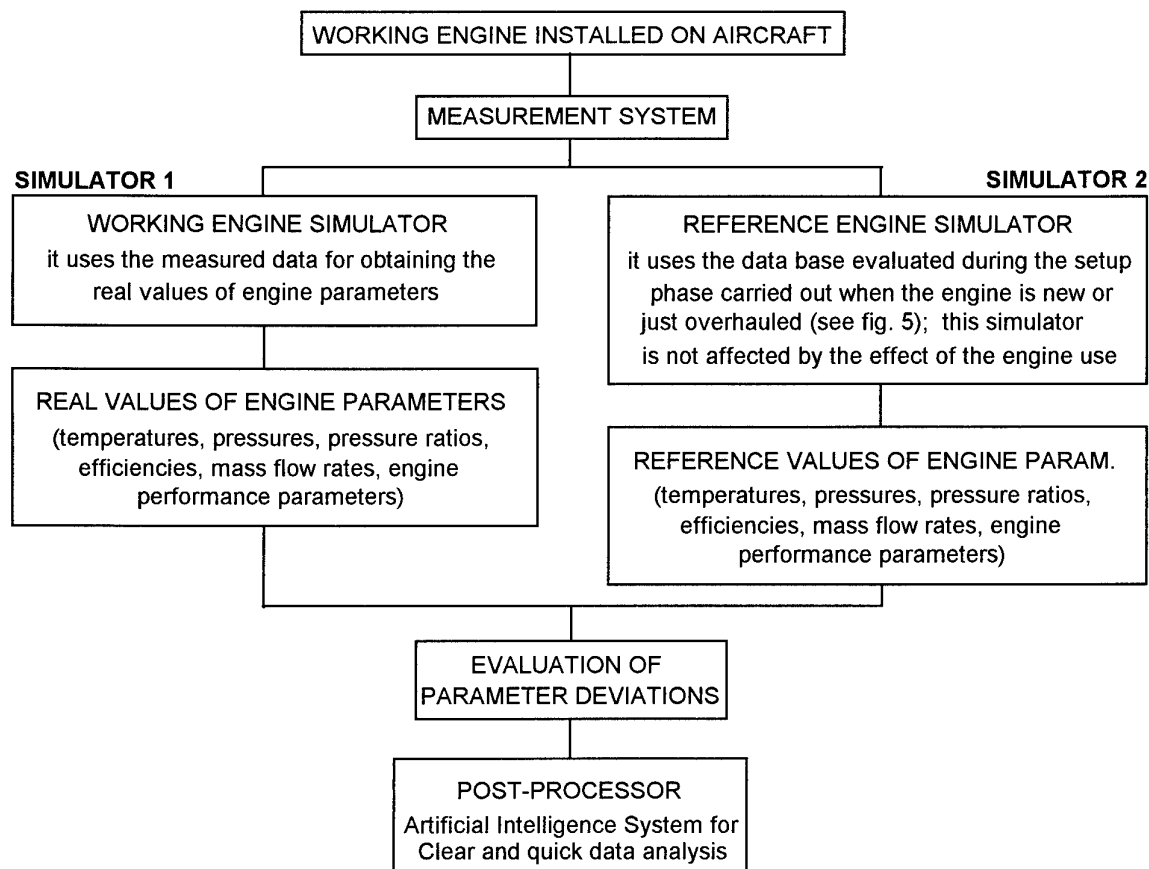 WORKING ENGINE INSTALLED ON AIRCRAFT
MEASUREMENT SYSTEM
SIMULATOR 1
WORKING ENGINE SIMULATOR
it uses the measured data for obtaining the
real values of engine parameters
REAL VALUES OF ENGINE PARAMETERS
(temperatures, pressures, pressure ratios,
efficiencies, mass flow rates, engine
performance parameters)
SIMULATOR 2
REFERENCE ENGINE SIMULATOR
it uses the data base evaluated during the setup
phase carried out when the engine is new or
just overhauled (see fig. 5); this simulator
is not affected by the effect of the engine use
REFERENCE VALUES OF ENGINE PARAM.
(temperatures, pressures, pressure ratios,
efficiencies, mass flow rates, engine
performance parameters)
EVALUATION OF
PARAMETER DEVIATIONS
POST-PROCESSOR
Artificial Intelligence System for
Clear and quick data analysis